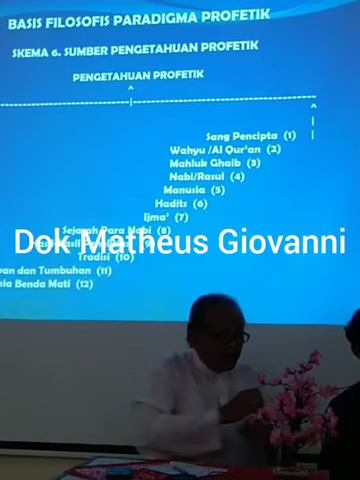 BASIS FILOSOFIS PARADIGMA PROFETIK
SKEMA 6. SUMBER PENGETAHUAN PROFETIK
PENGETAHUAN PROFETIK
Sang Pencipta (1)
Wahyu /Al Qur'an (2)
Mahluk Ghaib (3)
Nabi/Rasul (4)
Manusia (5)
Hadits (6)
Ijma' (7)
Sejarah Para Nabi (8)
Dok Matheus Giovanni
Tradisi (10)
dan Tumbuhan (11)
Benda Mati (12)